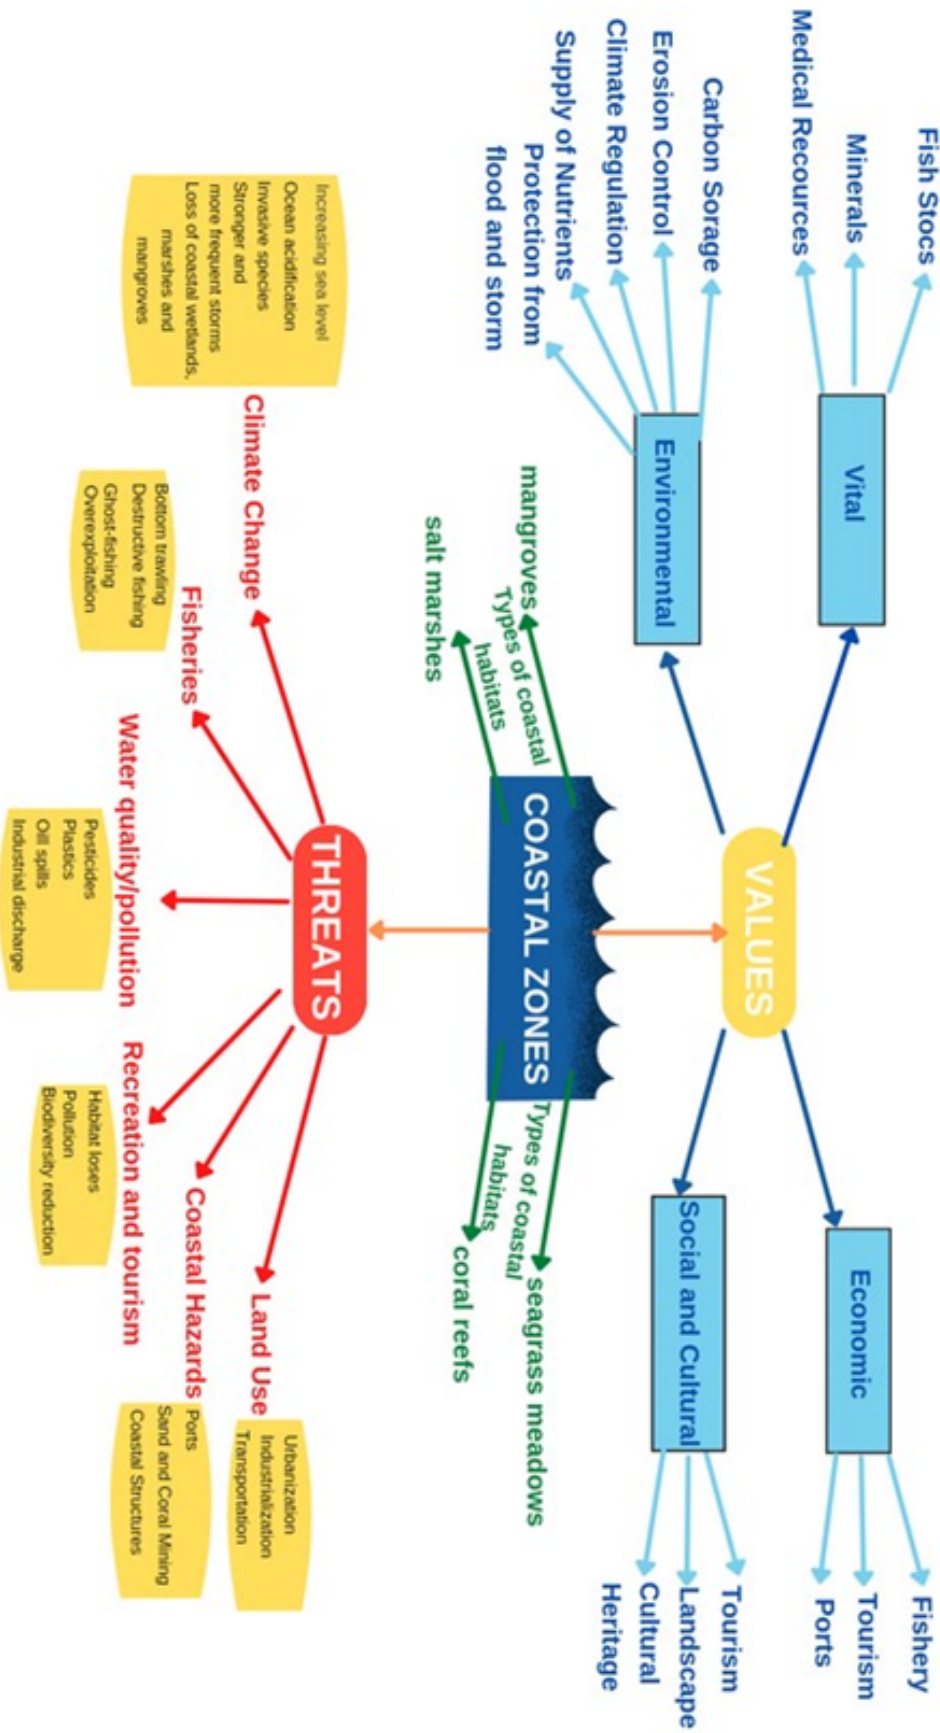 Fish Stocs
Minerals
Medical Recources
Vital
Carbon Sorage
Erosion Control
Climate Regulation
Supply of Nutrients
Protection from
flood and storm
Environmental
VALUES
Economic
Fishery
Tourism
Ports
Social and Cultural
Tourism
Landscape
Cultural
Heritage
mangroves
Types of coastal
habitats
salt marshes
COASTAL ZONES
Types of coastal
habitats
seagrass meadows
coral reefs
THREATS
Climate Change
Increasing sea level
Ocean acidification
Invasive species
Stronger and
more frequent storms
Loss of coastal wetlands,
marshes and
mangroves
Fisheries
Bottom trawling
Destructive fishing
Ghost-fishing
Overexploitation
Water quality/pollution
Pesticides
Plastics
Oill spills
Industrial discharge
Recreation and tourism
Habitat loses
Pollution
Biodiversity reduction
Coastal Hazards
Ports
Sand and Coral Mining
Coastal Structures
Land Use
Urbanization
Industrialization
Transportation